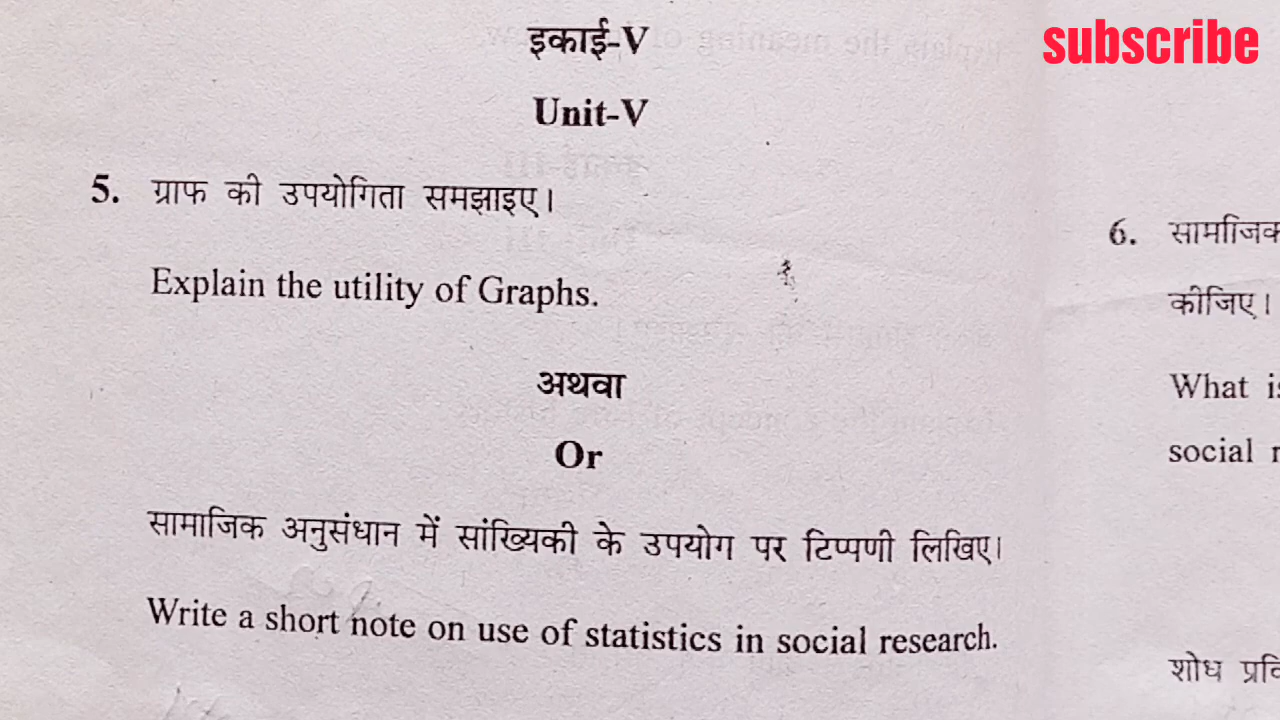 subscribe
इकाई-V
Unit-V
5. ग्राफ की उपयोगिता समझाइए।
Explain the utility of Graphs.
अथवा
Or
सामाजिक अनुसंधान में सांख्यिकी के उपयोग पर टिप्पणी लिखिए।
Write a short note on use of statistics in social research.
6.
कीजिए।
What
social
शोध